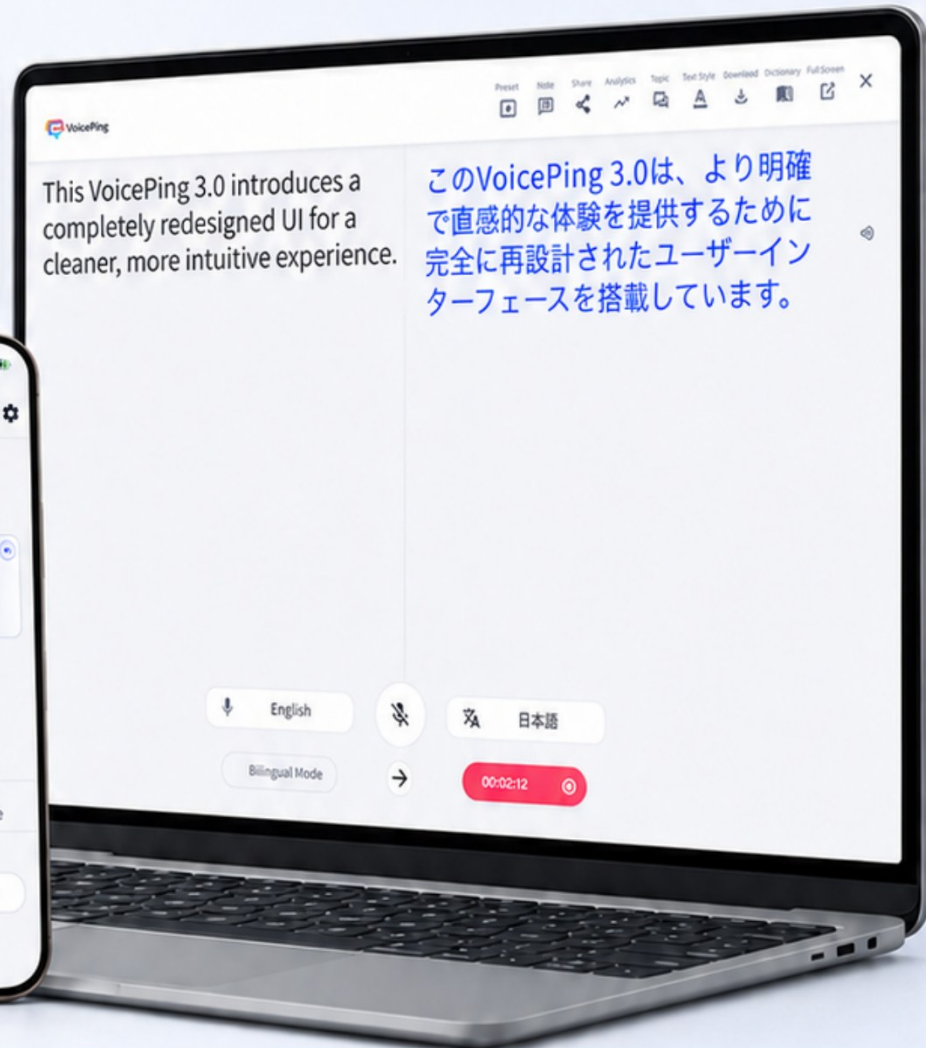 VoicePing
Preset Note Share Analytics Topic Text Style Download Dictionary Full Screen
This VoicePing 3.0 introduces a
completely redesigned UI for a
cleaner, more intuitive experience.
このVoicePing 3.0は、より明確
で直感的な体験を提供するために
完全に再設計されたユーザーイン
ターフェースを搭載しています。
English
日本語
Bilingual Mode
00:02:12